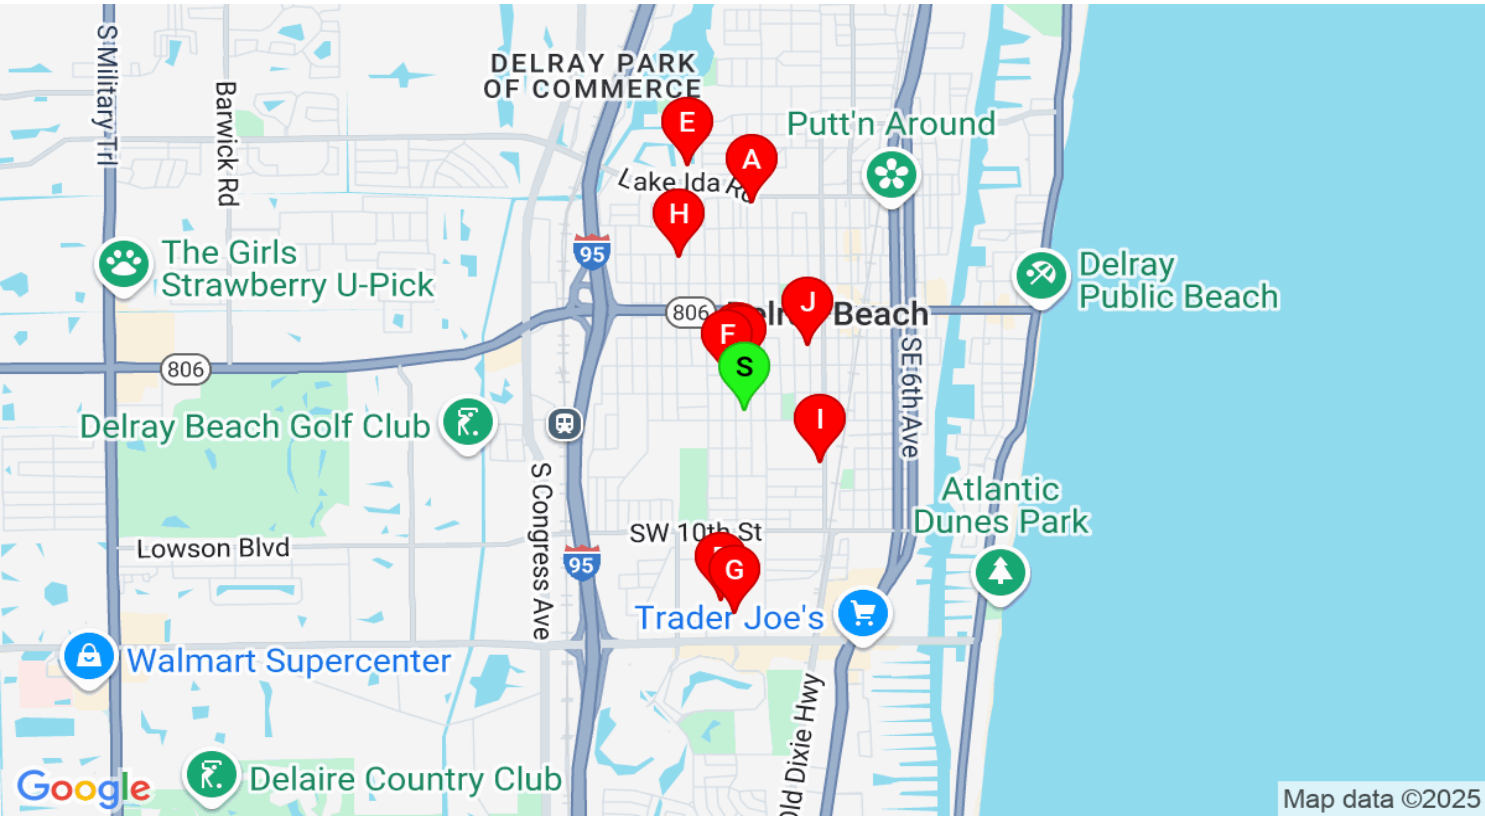 S Military Trl
Barwick Rd
DELRAY PARK
OF COMMERCE
E
A
Putt'n Around
Lake Ida Rd
H
95
The Girls
Strawberry U-Pick
Delray
Public Beach
806
J
Delray Beach
F
806
S
SE 6th Ave
Delray Beach Golf Club
I
S Congress Ave
Atlantic
Dunes Park
SW 10th St
Lowson Blvd
95
G
Trader Joe's
Walmart Supercenter
Old Dixie Hwy
Delaire Country Club
Google
Map data ©2025